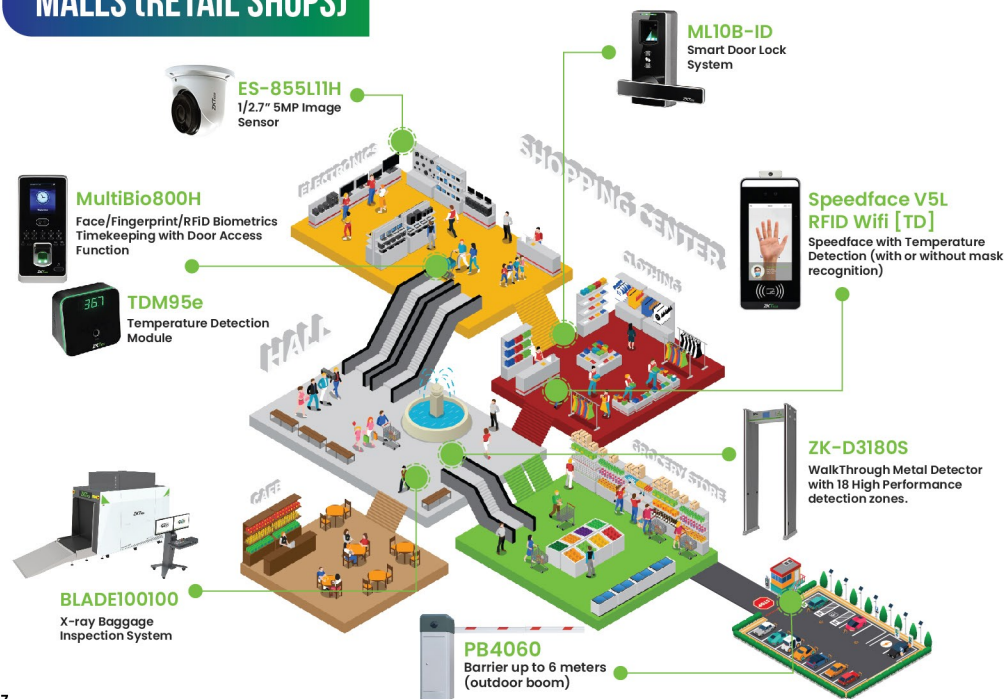 MALLS (RETAIL SHOPS)
ML10B-ID
Smart Door Lock
System
ES-855L11H
1/2.7" 5MP Image
Sensor
ELECTRONICS
SHOPPING CENTER
MultiBio800H
Face/Fingerprint/RFiD Biometrics
Timekeeping with Door Access
Function
Speedface V5L
RFID Wifi [TD]
Speedface with Temperature
Detection (with or without mask
recognition)
CLOTHING
36.7
TDM95e
Temperature Detection
Module
HALL
ZK-D3180S
WalkThrough Metal Detector
with 18 High Performance
detection zones.
GROCERY STORE
CAFE
BLADE100100
X-ray Baggage
Inspection System
STOP
PB4060
Barrier up to 6 meters
(outdoor boom)
7